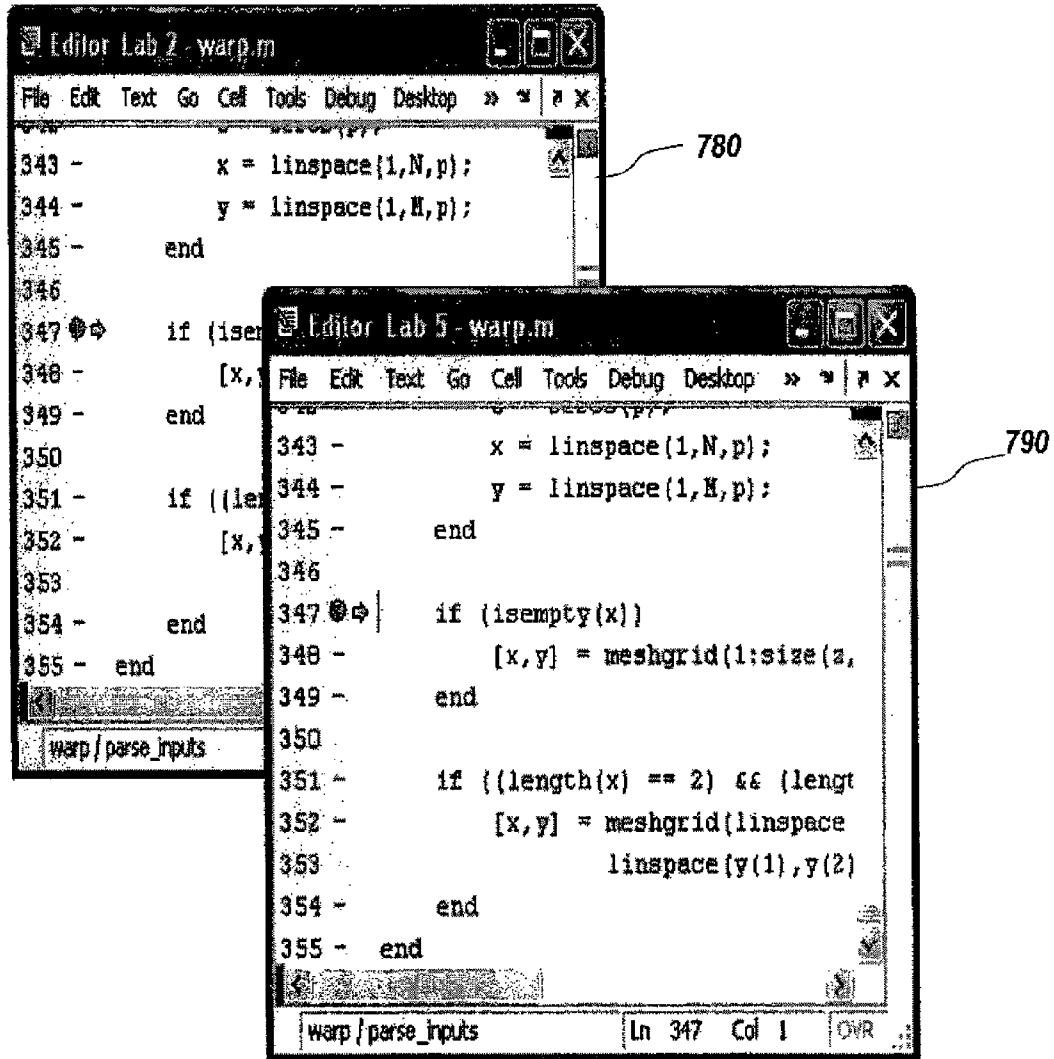 Editor Lab 2 - warp.m
File Edit Text Go Cell Tools Debug Desktop »
343 - x = linspace(1,N,p);
344 - y = linspace(1,M,p);
345 - end
346
347 if (isem
348 - [x,y
349 - end
350
351 - if ((len
352 - [x,y
353
354 - end
355 - end
warp / parse_inputs
780
Editor Lab 5 - warp.m
File Edit Text Go Cell Tools Debug Desktop »
343 - x = linspace(1,N,p);
344 - y = linspace(1,M,p);
345 - end
346
347 if (isempty(x))
348 - [x,y] = meshgrid(1:size(z,
349 - end
350
351 - if ((length(x) == 2) && (lengt
352 - [x,y] = meshgrid(linspace
353 linspace(y(1),y(2)
354 - end
355 - end
warp / parse_inputs Ln 347 Col 1 OVR
790